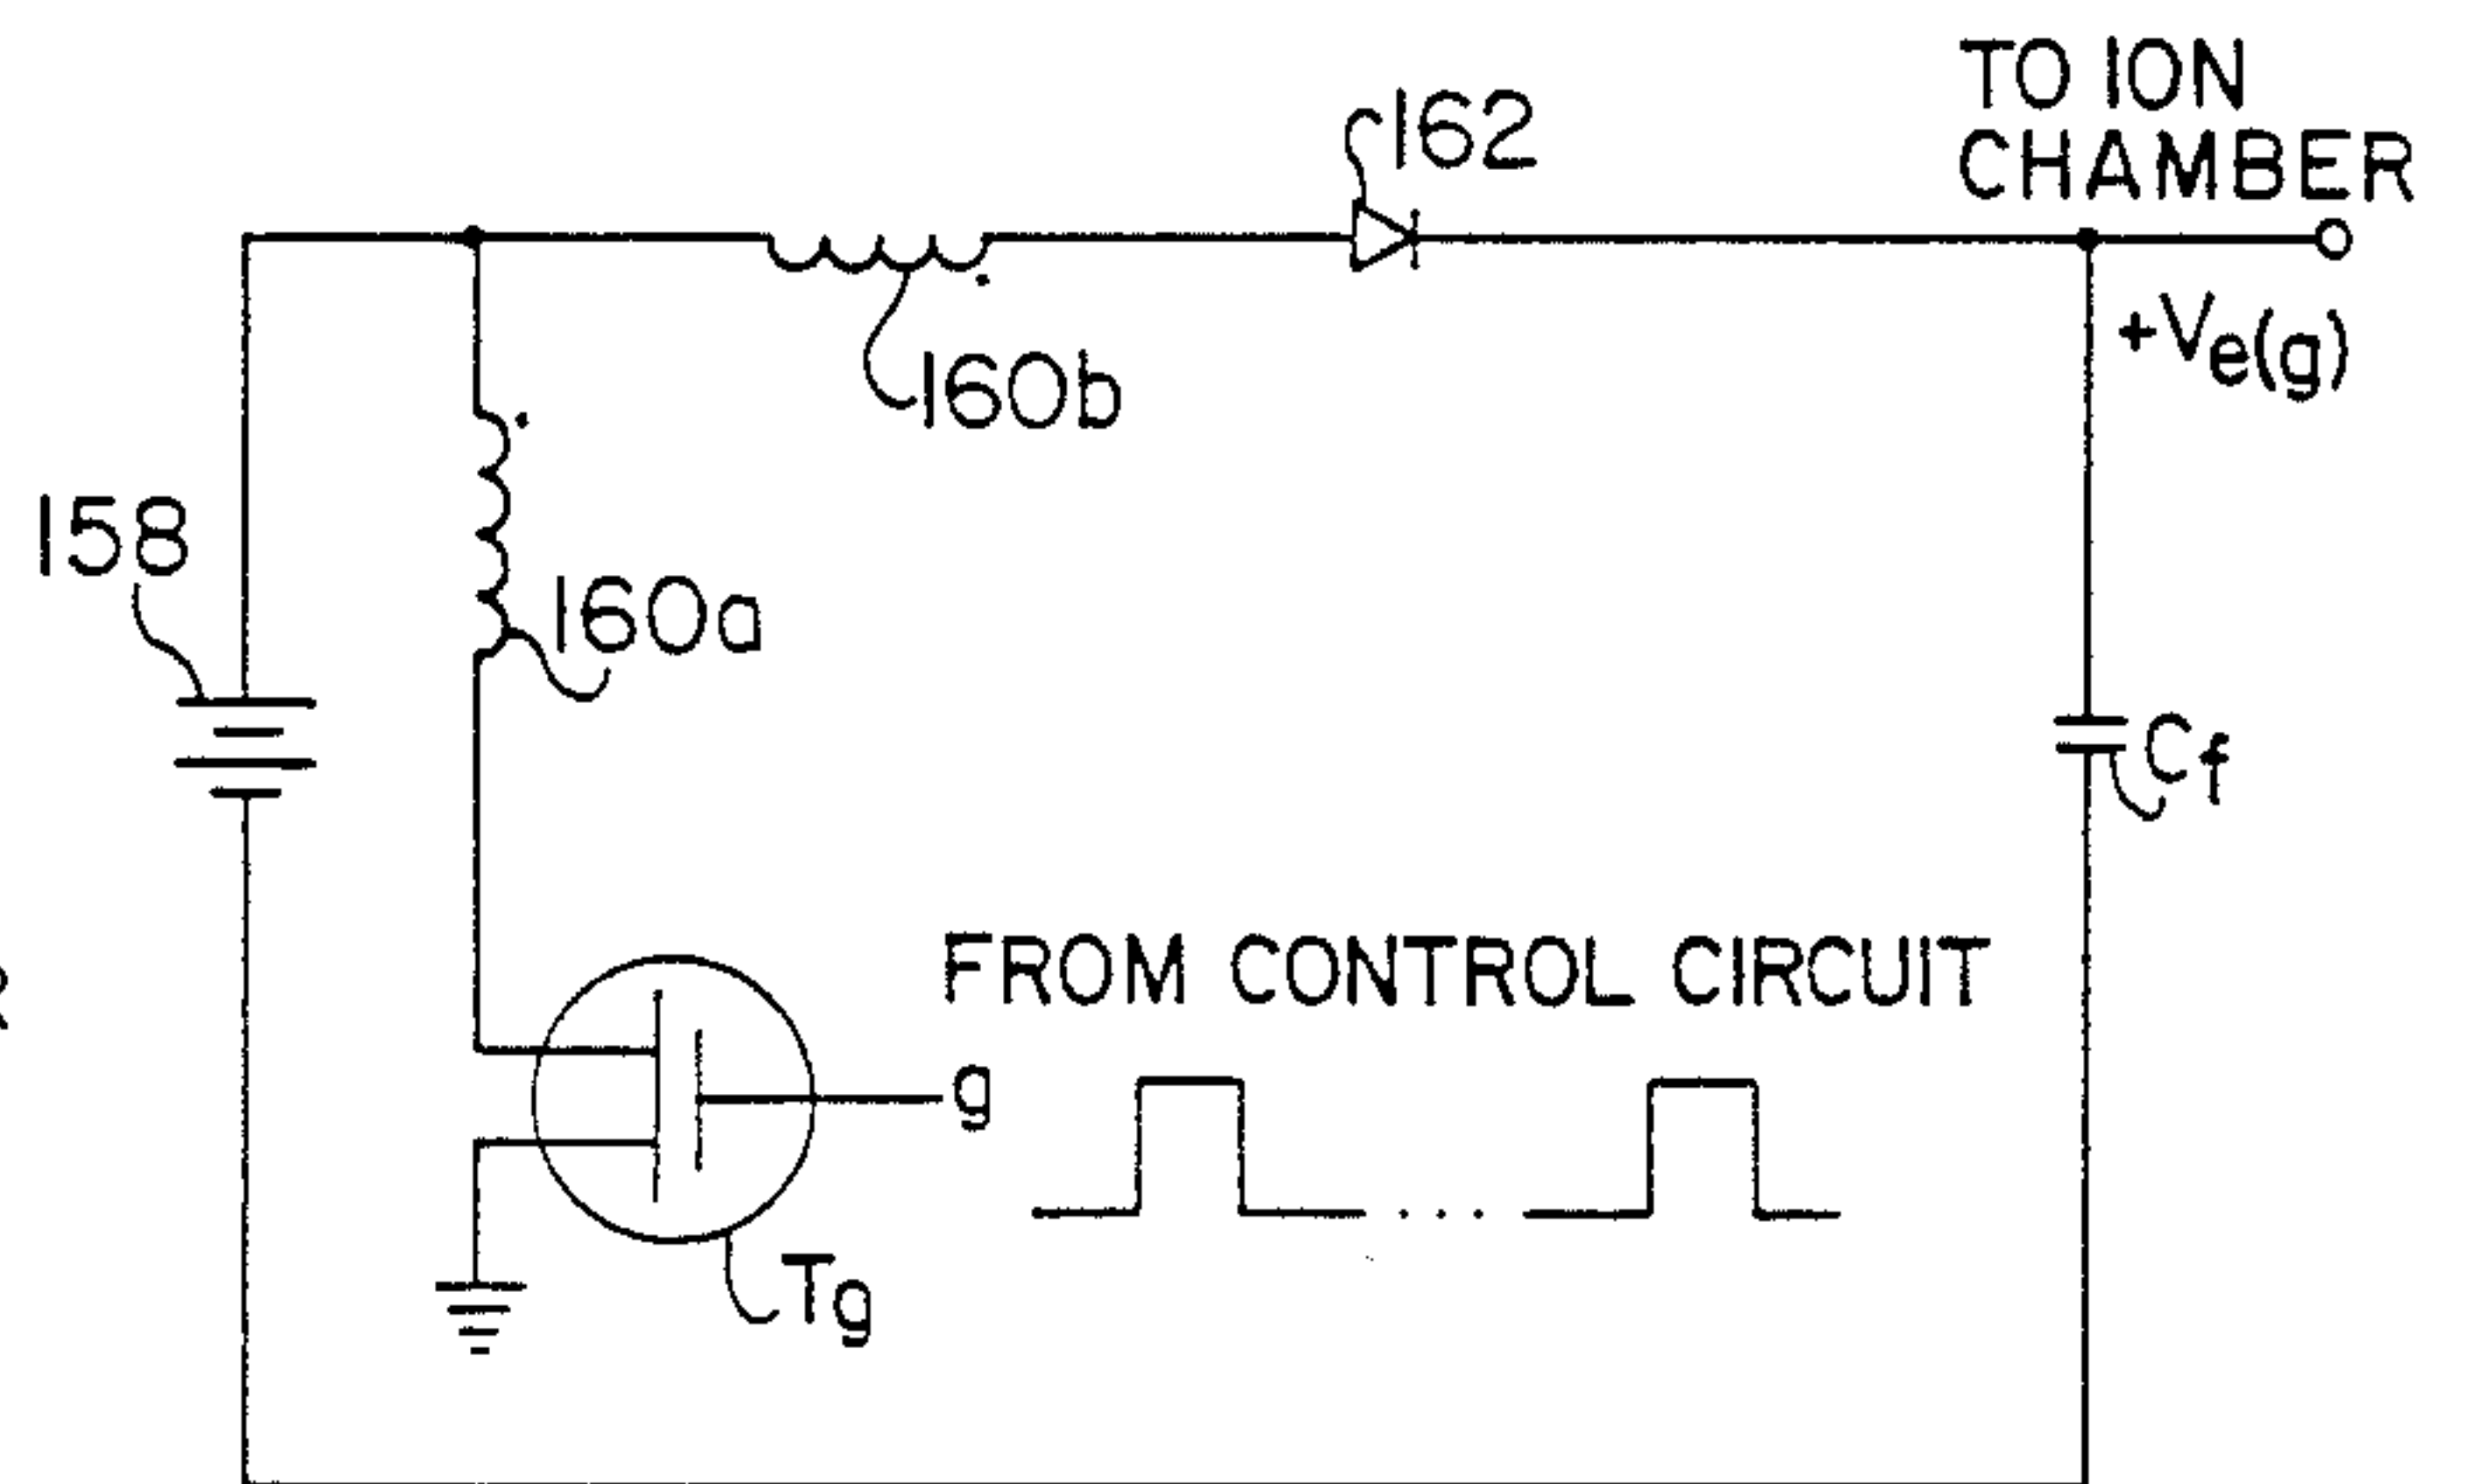 TO ION
CHAMBER
162
+Ve(g)
160b
158
160a
Cf
FROM CONTROL CIRCUIT
g
Tg